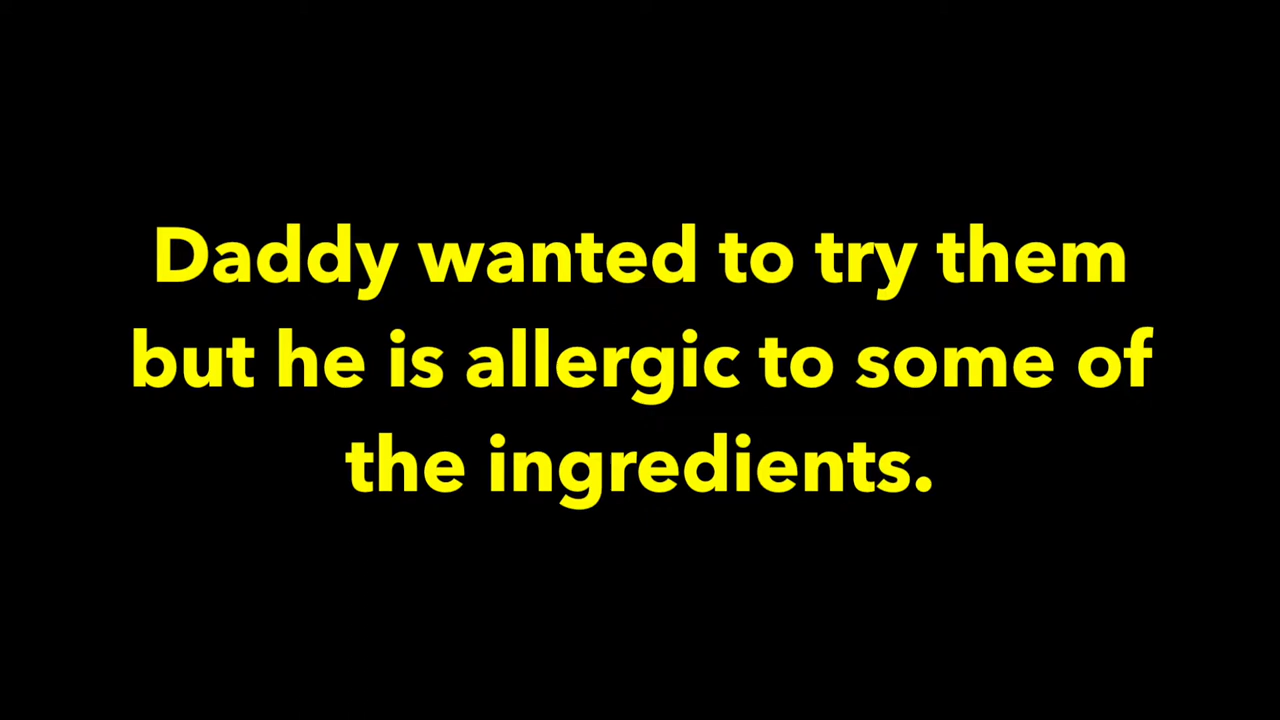 Daddy wanted to try them
but he is allergic to some of
the ingredients.